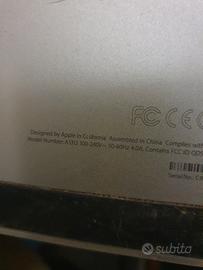 FC CE
Designed by Apple in California Assembled in China Complies with
Model Number: A1312 100-240V~ 50-60Hz 4.0A, Contains FCC ID QDS
subito